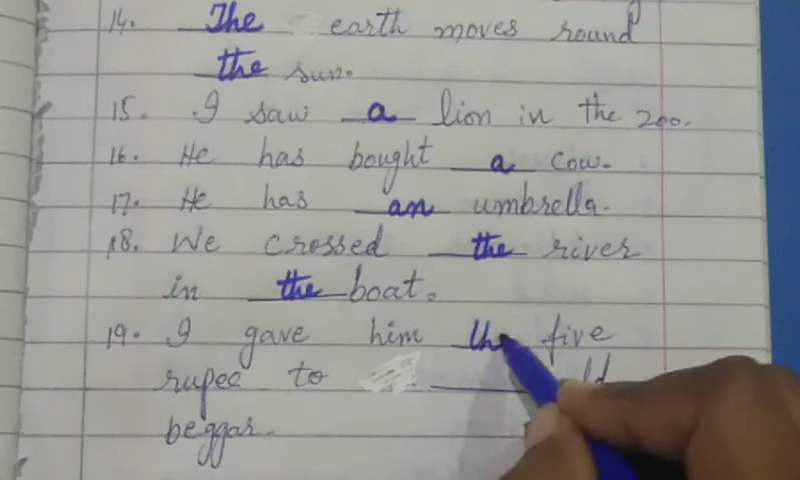 14. The earth moves round
the sun.
15. I saw a lion in the zoo.
16. He has bought a cow.
17. He has an umbrella.
18. We crossed the river
in the boat.
19. I gave him the five
rupee to
beggar.